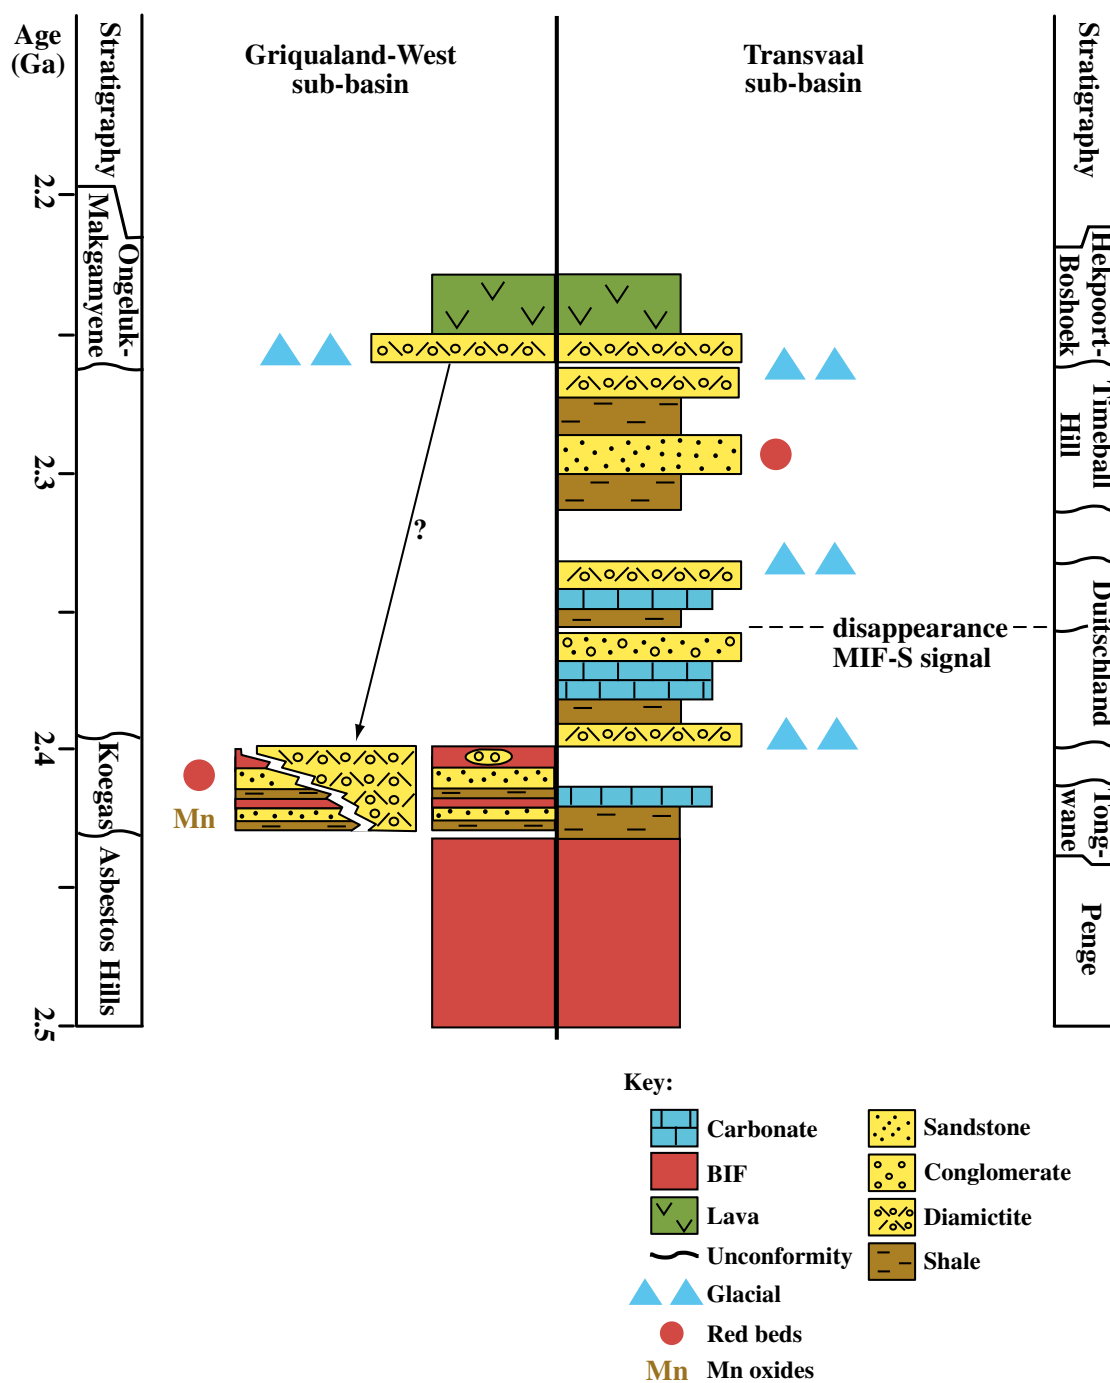 Age
(Ga)
Stratigraphy
Griqualand-West
sub-basin
Transvaal
sub-basin
Stratigraphy
2.2
2.3
2.4
2.5
Makgamyene
Ongeluk-
Koegas
Asbestos Hills
Hekpoort-
Boshoek
Timeball
Hill
Duitschland
Tong-
wane
Penge
?
disappearance
MIF-S signal
Mn
Key:
Carbonate
BIF
Lava
Unconformity
Glacial
Red beds
Mn Mn oxides
Sandstone
Conglomerate
Diamictite
Shale